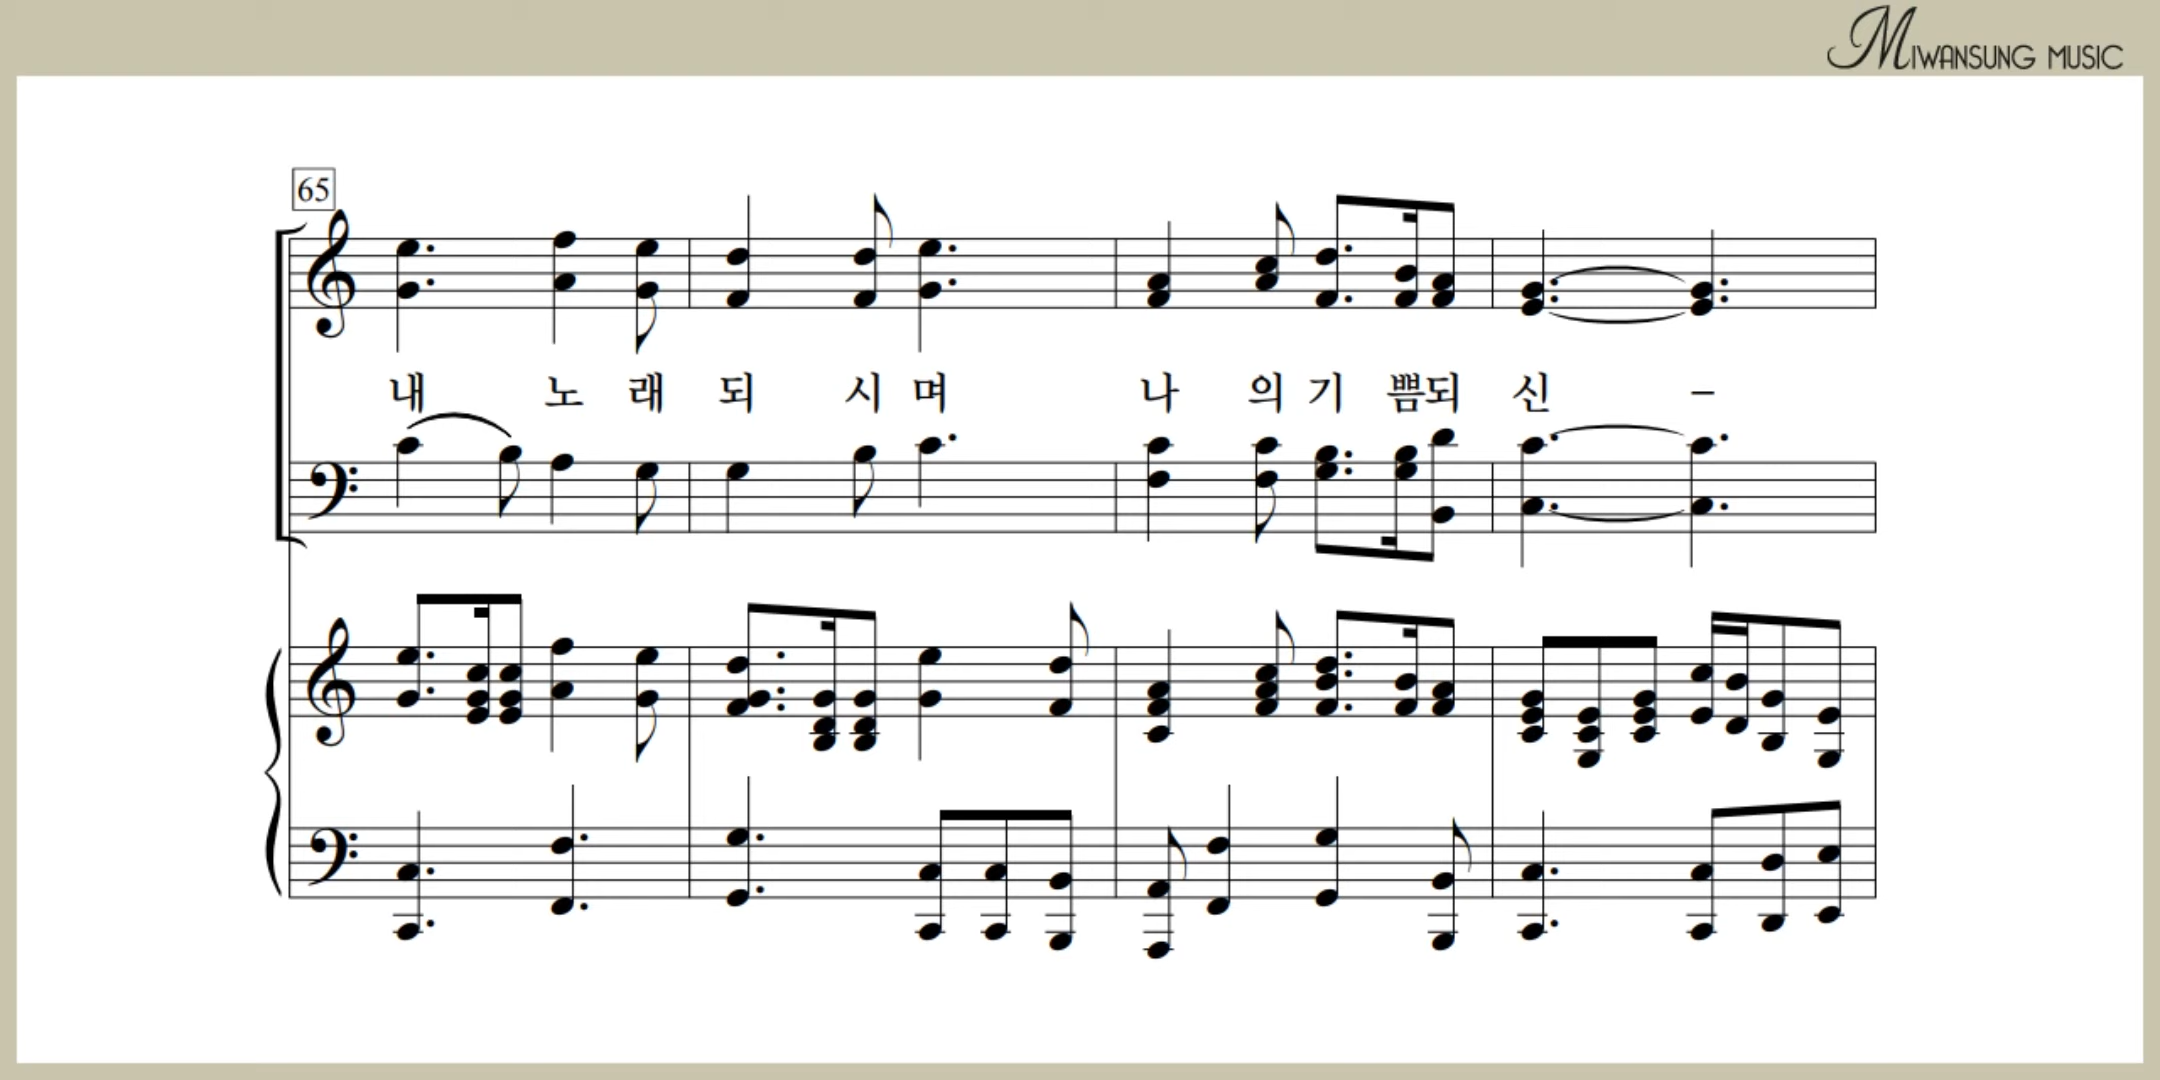 MIWANSUNG MUSIC
65
내 노 래 되 시 며 나 의 기 쁨 되 신 –